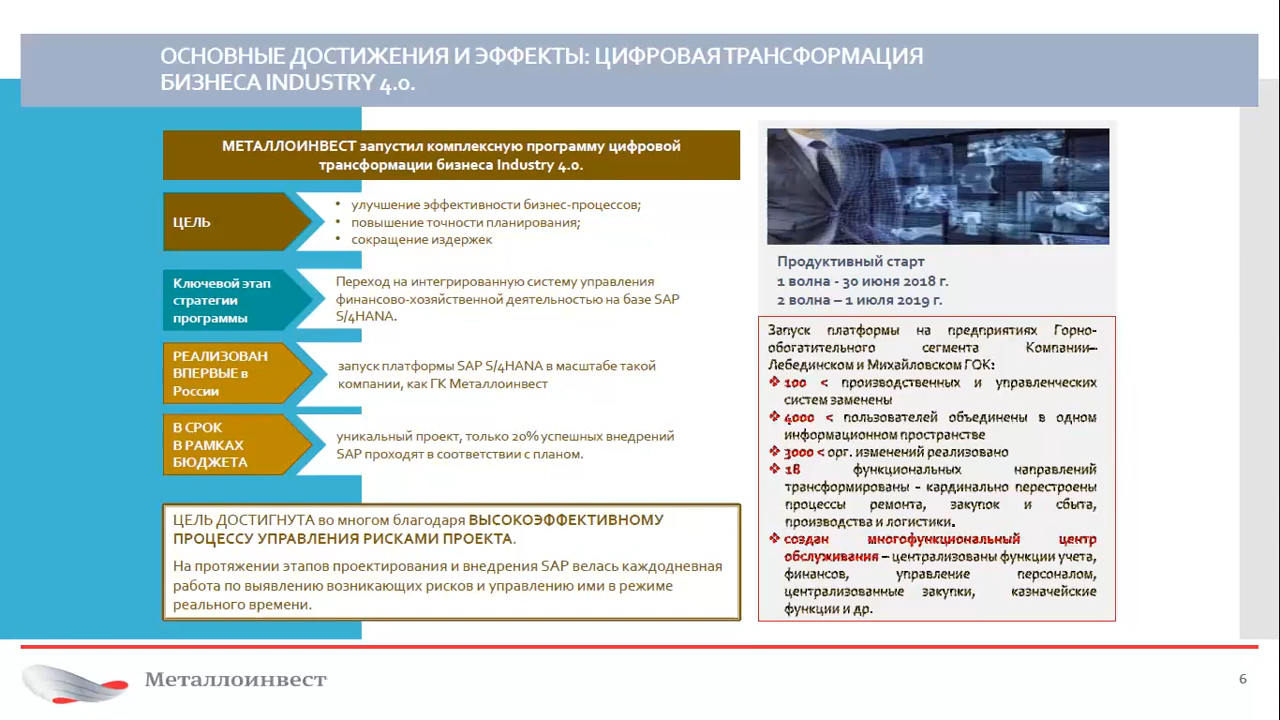 ОСНОВНЫЕ ДОСТИЖЕНИЯ И ЭФФЕКТЫ: ЦИФРОВАЯ ТРАНСФОРМАЦИЯ
БИЗНЕСА INDUSTRY 4.0.
МЕТАЛЛОИНВЕСТ запустил комплексную программу цифровой
трансформации бизнеса Industry 4.0.
ЦЕЛЬ
• улучшение эффективности бизнес-процессов;
• повышение точности планирования;
• сокращение издержек
Ключевой этап
стратегии
программы
Переход на интегрированную систему управления
финансово-хозяйственной деятельностью на базе SAP
S/4HANA.
РЕАЛИЗОВАН
ВПЕРВЫЕ в
России
запуск платформы SAP S/4HANA в масштабе такой
компании, как ГК Металлоинвест
В СРОК
В РАМКАХ
БЮДЖЕТА
уникальный проект, только 20% успешных внедрений
SAP проходят в соответствии с планом.
ЦЕЛЬ ДОСТИГНУТА во многом благодаря ВЫСОКОЭФФЕКТИВНОМУ
ПРОЦЕССУ УПРАВЛЕНИЯ РИСКАМИ ПРОЕКТА.
На протяжении этапов проектирования и внедрения SAP велась каждодневная
работа по выявлению возникающих рисков и управлению ими в режиме
реального времени.
Продуктивный старт
1 волна - 30 июня 2018 г.
2 волна – 1 июля 2019 г.
Запуск платформы на предприятиях Горно-
обогатительного сегмента Компании–
Лебединском и Михайловском ГОК:
❖ 100 < производственных и управленческих
систем заменены
❖ 4000 < пользователей объединены в одном
информационном пространстве
❖ 3000 < орг. изменений реализовано
❖ 18 функциональных направлений
трансформированы - кардинально перестроены
процессы ремонта, закупок и сбыта,
производства и логистики.
❖ создан многофункциональный центр
обслуживания – централизованы функции учета,
финансов, управление персоналом,
централизованные закупки, казначейские
функции и др.
Металлоинвест
6